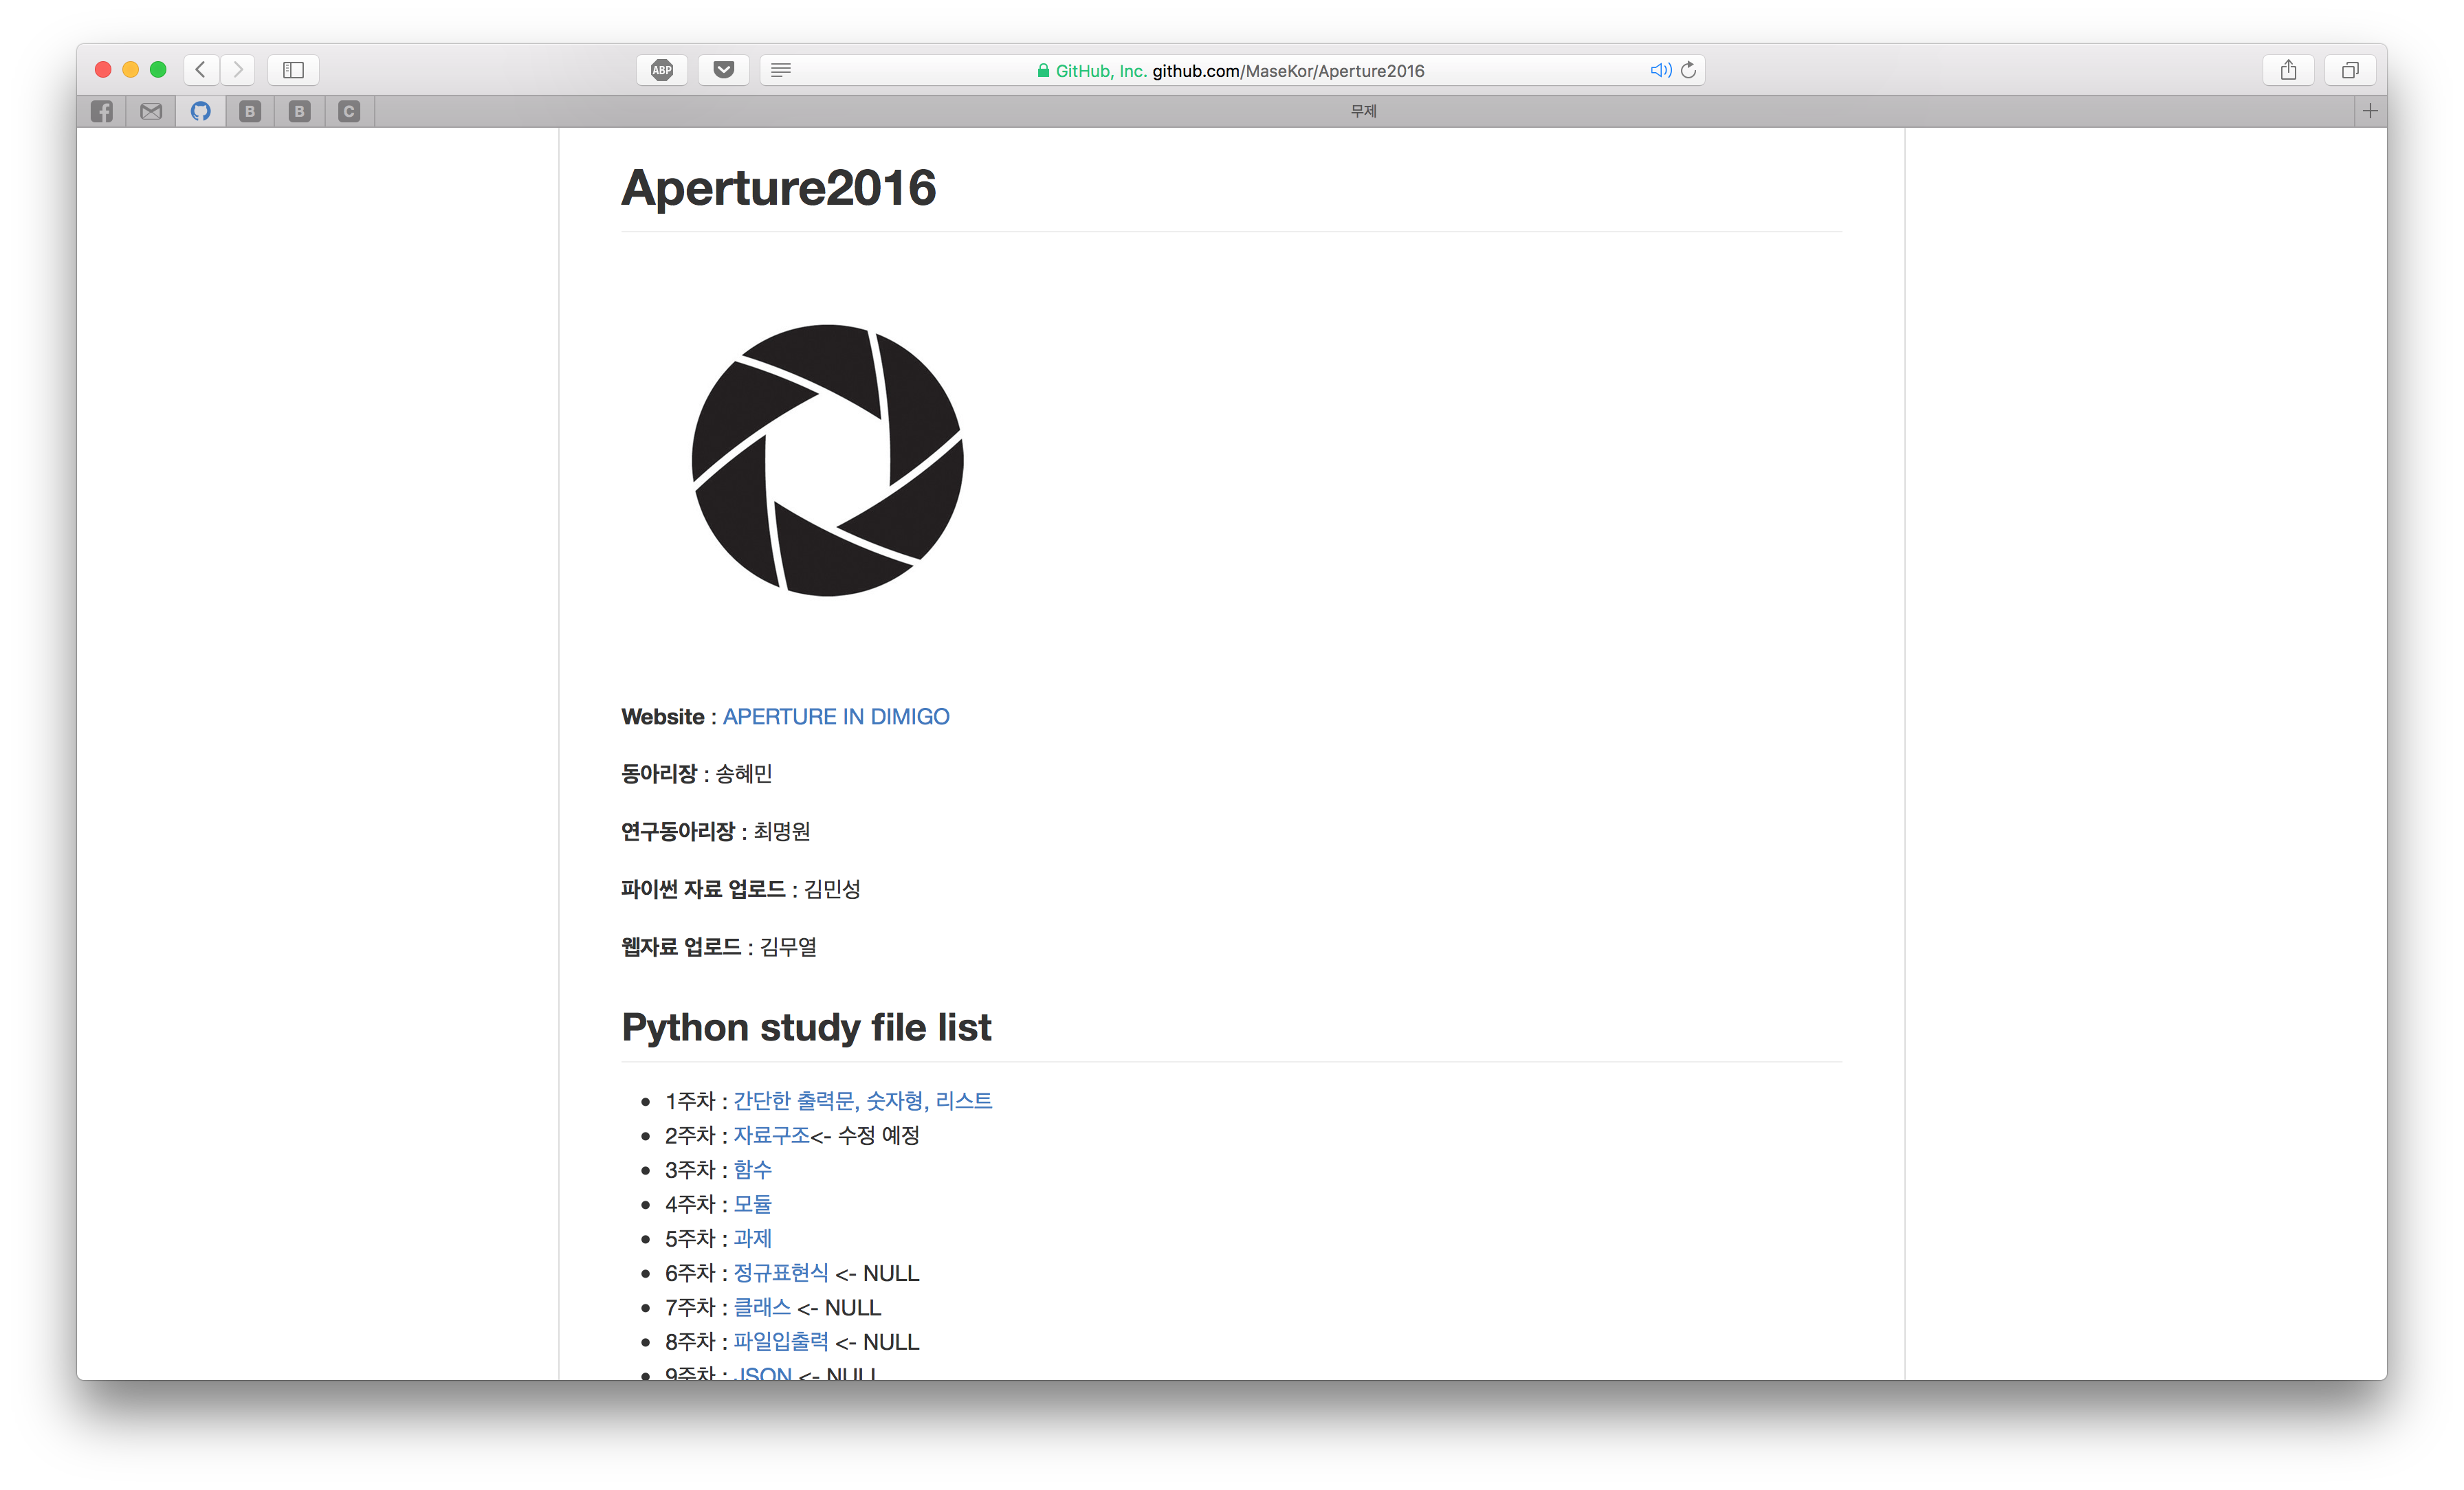 ABP
GitHub, Inc. github.com/MaseKor/Aperture2016
B B C 무제
Aperture2016
Website : APERTURE IN DIMIGO
동아리장 : 송혜민
연구동아리장 : 최명원
파이썬 자료 업로드 : 김민성
웹자료 업로드 : 김무열
Python study file list
1주차 : 간단한 출력문, 숫자형, 리스트
2주차 : 자료구조<- 수정 예정
3주차 : 함수
4주차 : 모듈
5주차 : 과제
6주차 : 정규표현식 <- NULL
7주차 : 클래스 <- NULL
8주차 : 파일입출력 <- NULL
9주차 : JSON <- NULL